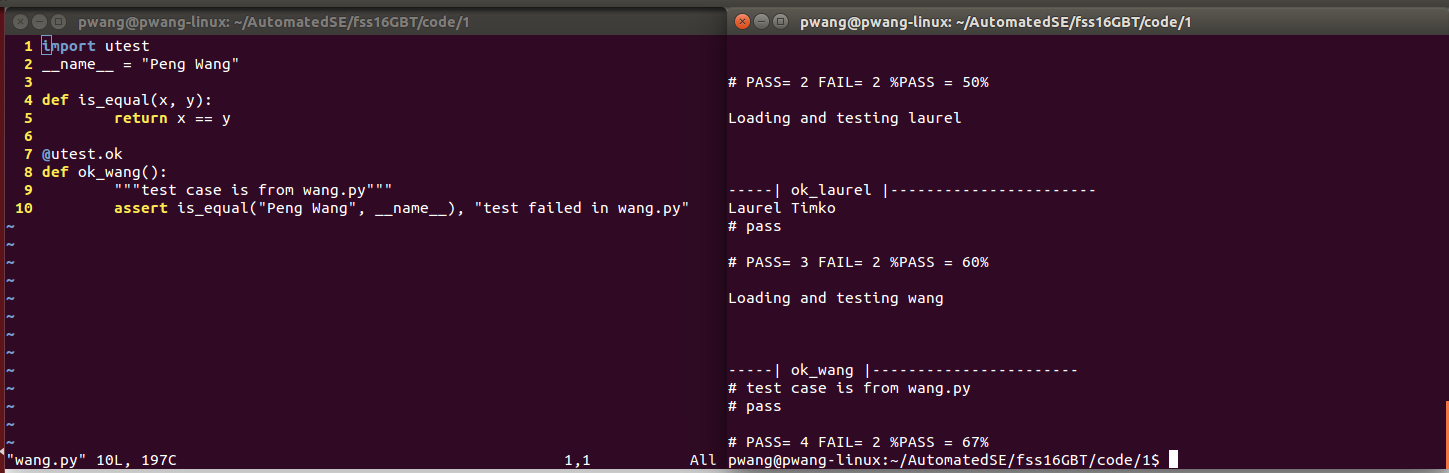 pwang@pwang-linux: ~/AutomatedSE/fss16GBT/code/1
1 import utest
2 __name__ = "Peng Wang"
3
4 def is_equal(x, y):
5         return x == y
6
7 @utest.ok
8 def ok_wang():
9         """test case is from wang.py"""
10         assert is_equal("Peng Wang", __name__), "test failed in wang.py"
~
~
~
~
~
~
~
~
~
~
~
~
~
"wang.py" 10L, 197C 1,1 All
pwang@pwang-linux: ~/AutomatedSE/fss16GBT/code/1
# PASS= 2 FAIL= 2 %PASS = 50%
Loading and testing laurel
-----| ok_laurel |-----------------------
Laurel Timko
# pass
# PASS= 3 FAIL= 2 %PASS = 60%
Loading and testing wang
-----| ok_wang |-----------------------
# test case is from wang.py
# pass
# PASS= 4 FAIL= 2 %PASS = 67%
pwang@pwang-linux:~/AutomatedSE/fss16GBT/code/1$